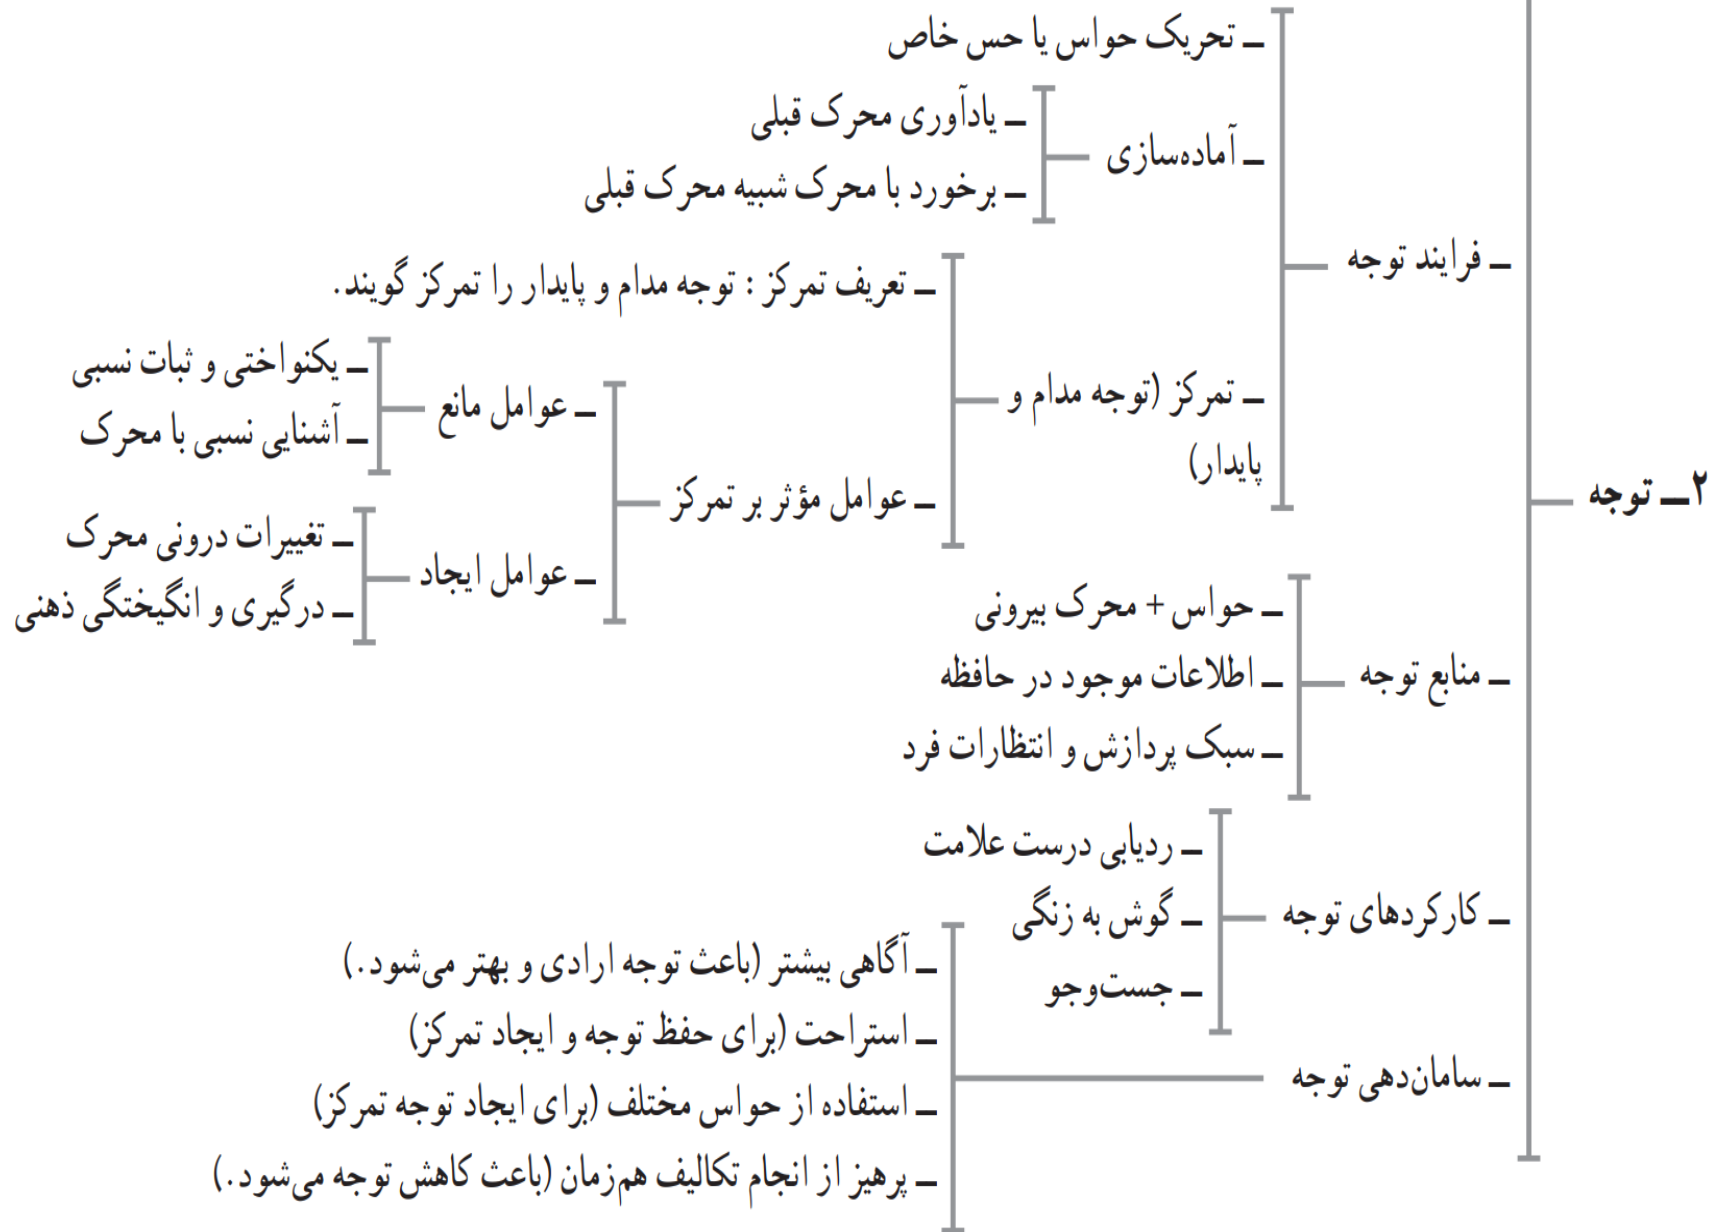 ۲ــ توجه
ــ فرایند توجه
ــ تحریک حواس یا حس خاص
ــ آماده‌سازی
ــ یادآوری محرک قبلی
ــ برخورد با محرک شبیه محرک قبلی
ــ تمرکز (توجه مدام و
پایدار)
ــ تعریف تمرکز : توجه مدام و پایدار را تمرکز گویند.
ــ عوامل مؤثر بر تمرکز
ــ عوامل مانع
ــ یکنواختی و ثبات نسبی
ــ آشنایی نسبی با محرک
ــ عوامل ایجاد
ــ تغییرات درونی محرک
ــ درگیری و انگیختگی ذهنی
ــ منابع توجه
ــ حواس + محرک بیرونی
ــ اطلاعات موجود در حافظه
ــ سبک پردازش و انتظارات فرد
ــ کارکردهای توجه
ــ ردیابی درست علامت
ــ گوش به زنگی
ــ جست‌وجو
ــ سامان‌دهی توجه
ــ آگاهی بیشتر (باعث توجه ارادی و بهتر می‌شود.)
ــ استراحت (برای حفظ توجه و ایجاد تمرکز)
ــ استفاده از حواس مختلف (برای ایجاد توجه تمرکز)
ــ پرهیز از انجام تکالیف هم‌زمان (باعث کاهش توجه می‌شود.)